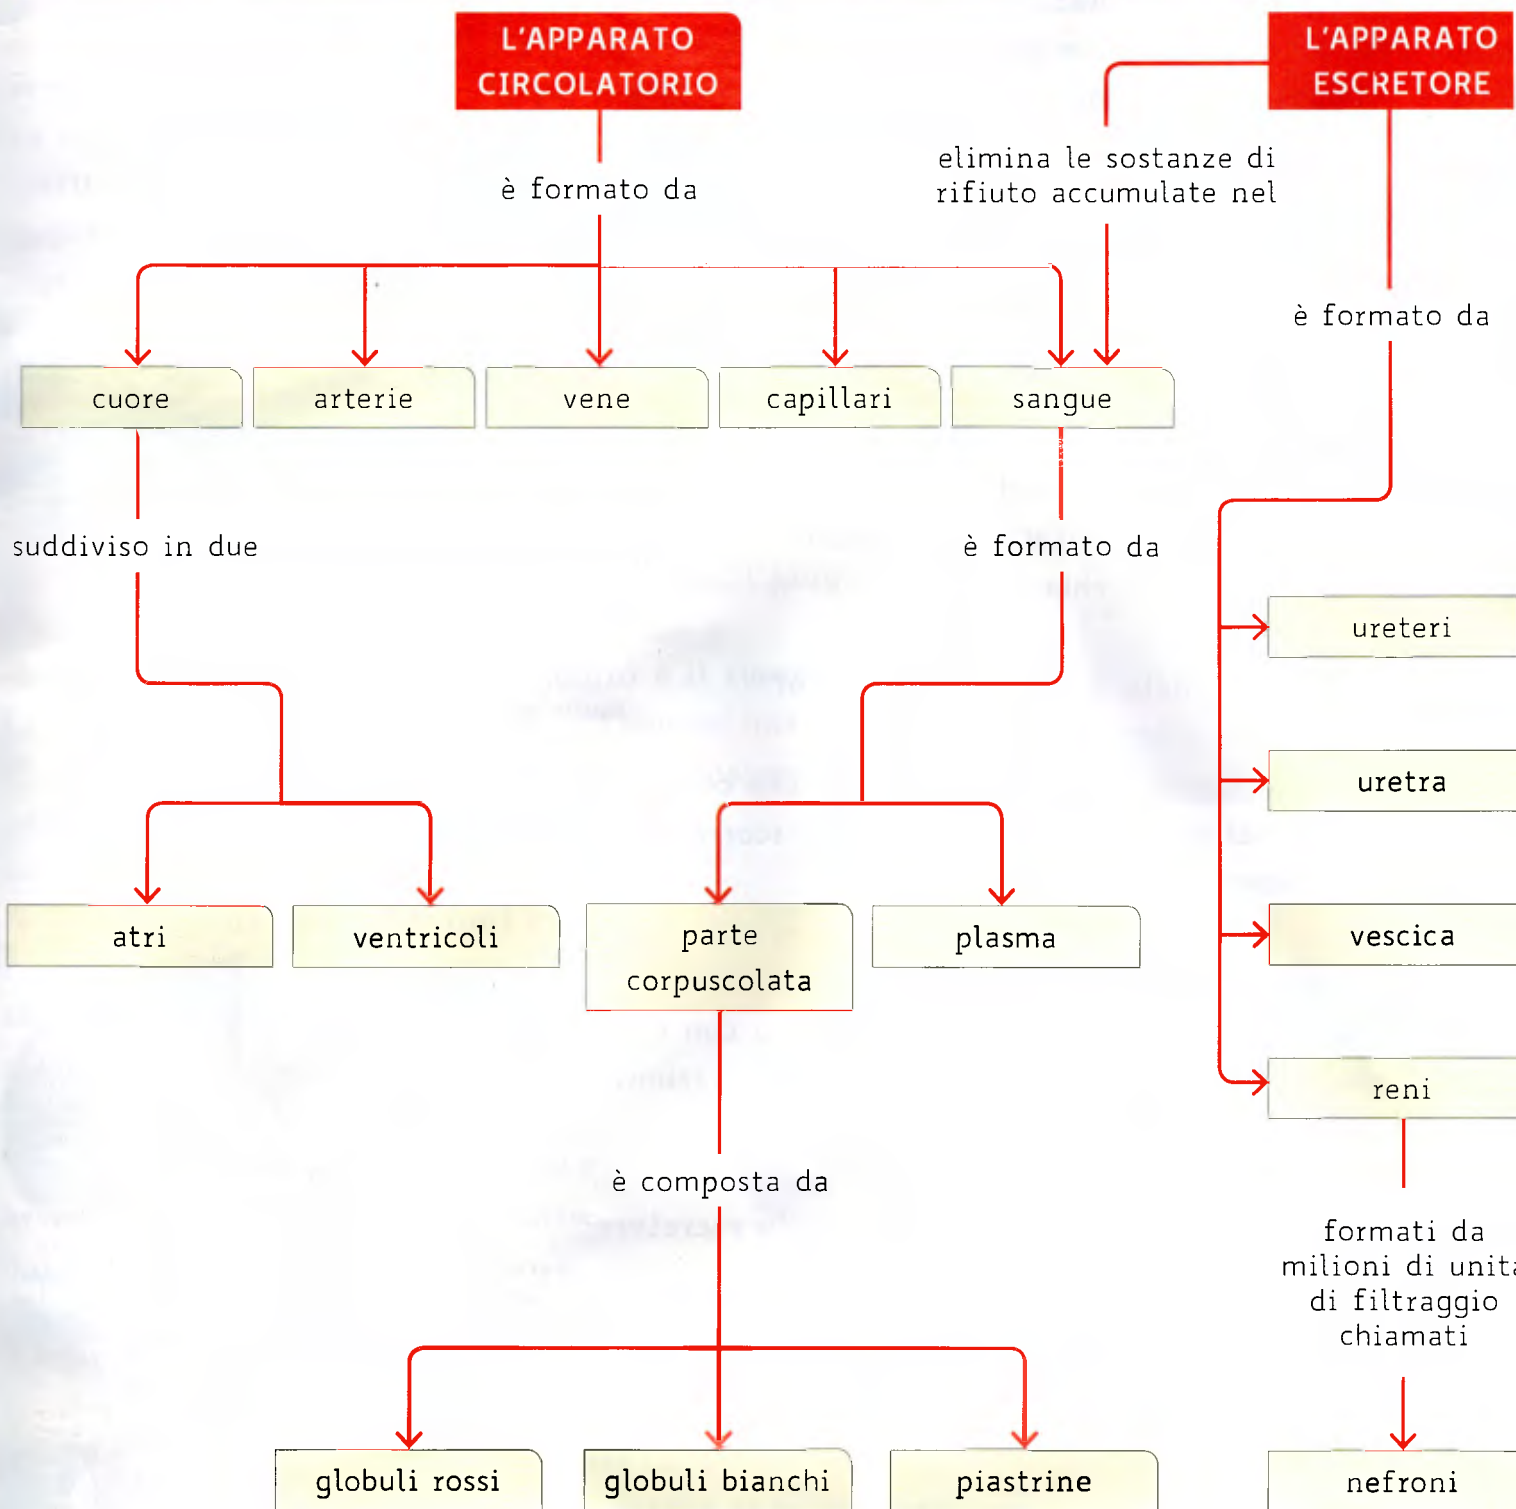 L'APPARATO
CIRCOLATORIO
L'APPARATO
ESCRETORE
è formato da
elimina le sostanze di
rifiuto accumulate nel
è formato da
cuore
arterie
vene
capillari
sangue
suddiviso in due
è formato da
ureteri
uretra
vescica
reni
atri
ventricoli
parte
corpuscolata
plasma
è composta da
formati da
milioni di unità
di filtraggio
chiamati
globuli rossi
globuli bianchi
piastrine
nefroni